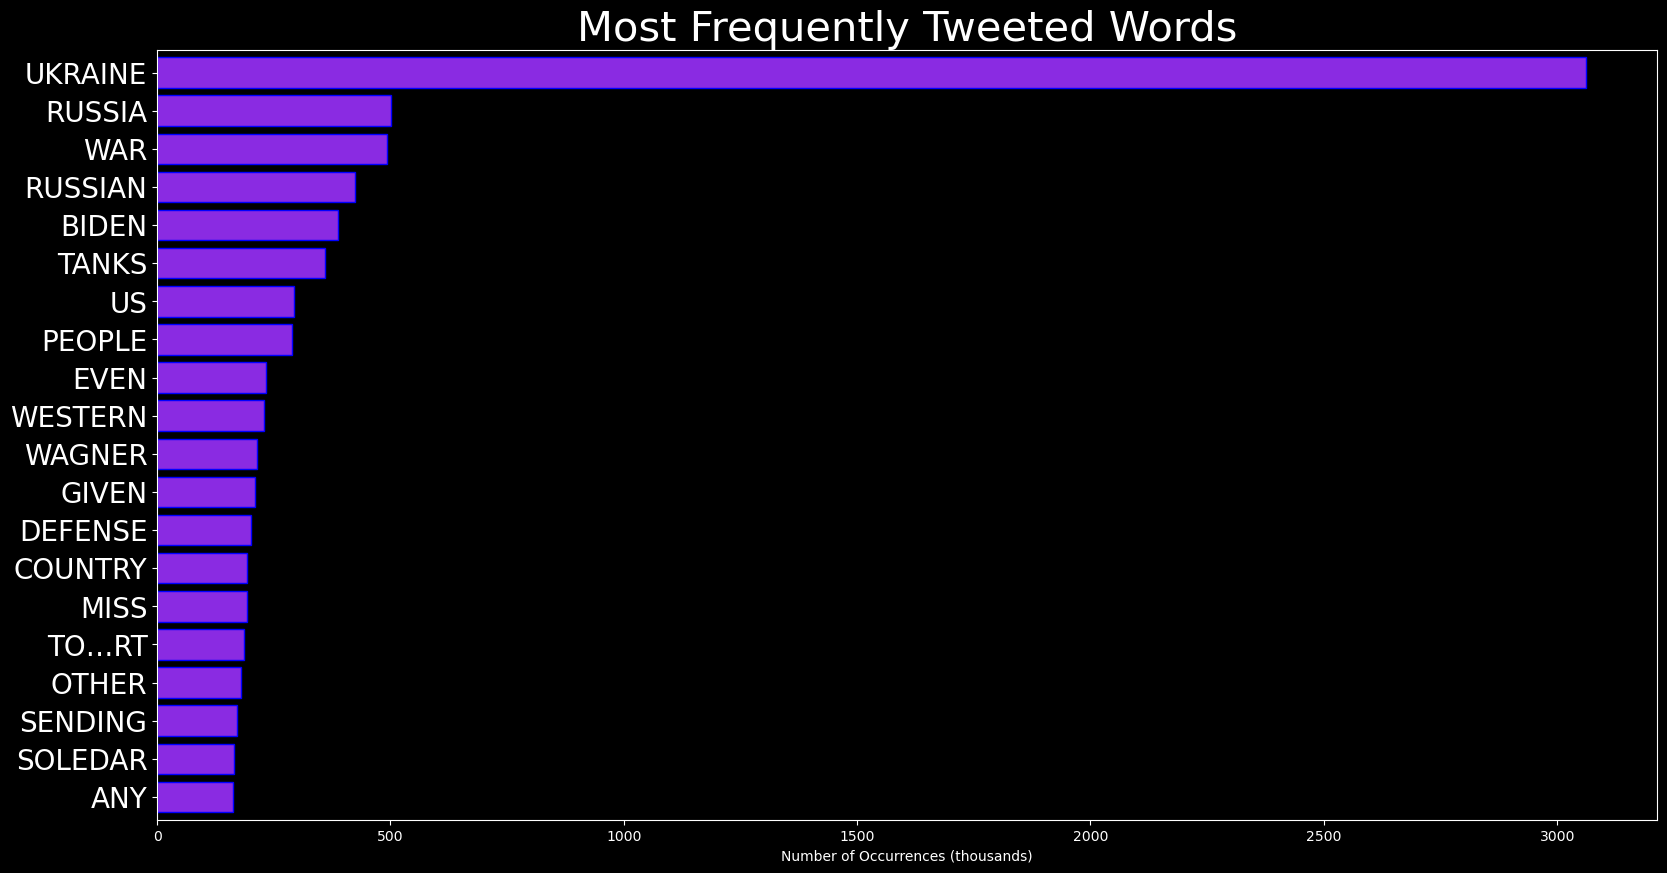 Most Frequently Tweeted Words
UKRAINE
RUSSIA
WAR
RUSSIAN
BIDEN
TANKS
US
PEOPLE
EVEN
WESTERN
WAGNER
GIVEN
DEFENSE
COUNTRY
MISS
TO…RT
OTHER
SENDING
SOLEDAR
ANY
0 500 1000 1500 2000 2500 3000
Number of Occurrences (thousands)